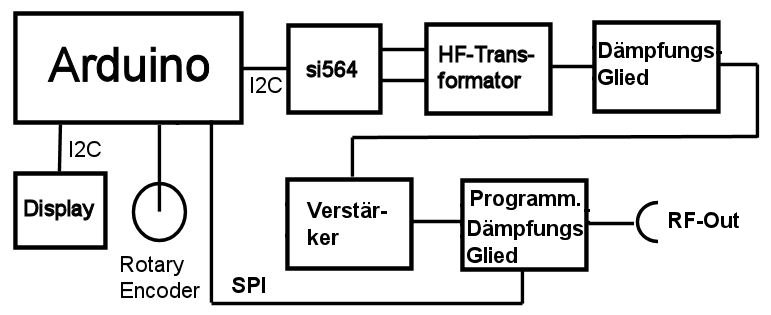 Arduino
I2C
si564
HF-Trans-
formator
Dämpfungs-
Glied
I2C
Display
Rotary
Encoder
SPI
Verstär-
ker
Programm.
Dämpfungs
Glied
RF-Out